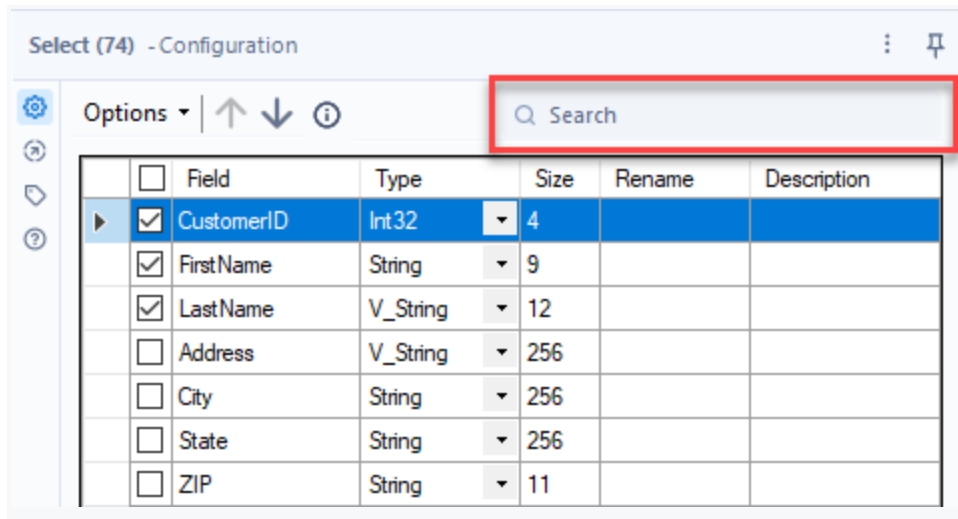 Select (74) - Configuration
Options Search
Field Type Size Rename Description
CustomerID Int32 4
FirstName String 9
LastName V_String 12
Address V_String 256
City String 256
State String 256
ZIP String 11